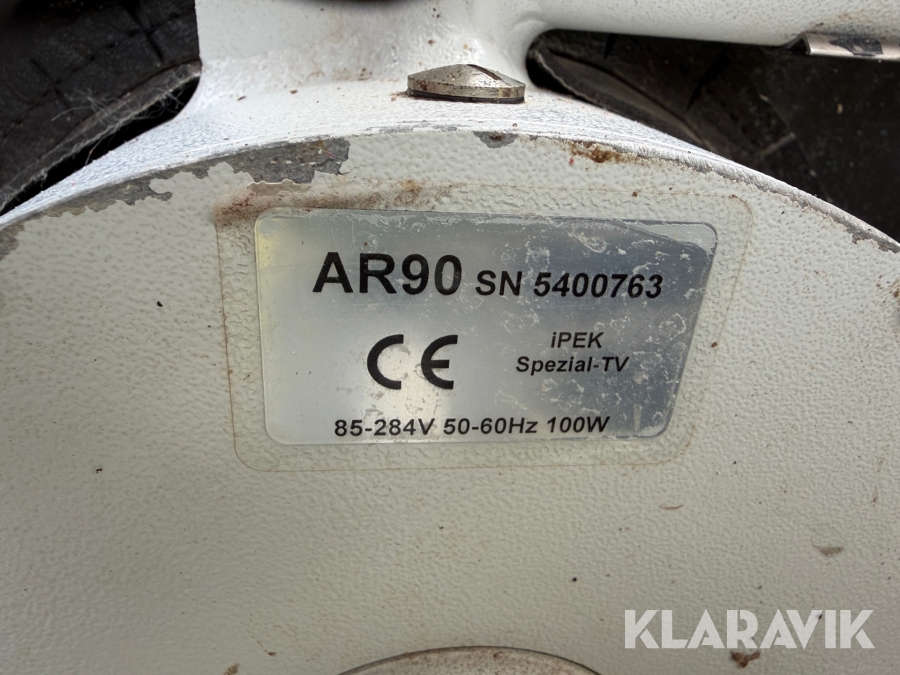 AR90 SN 5400763
CE
iPEK
Spezial-TV
85-284V 50-60Hz 100W
KLARAVIK